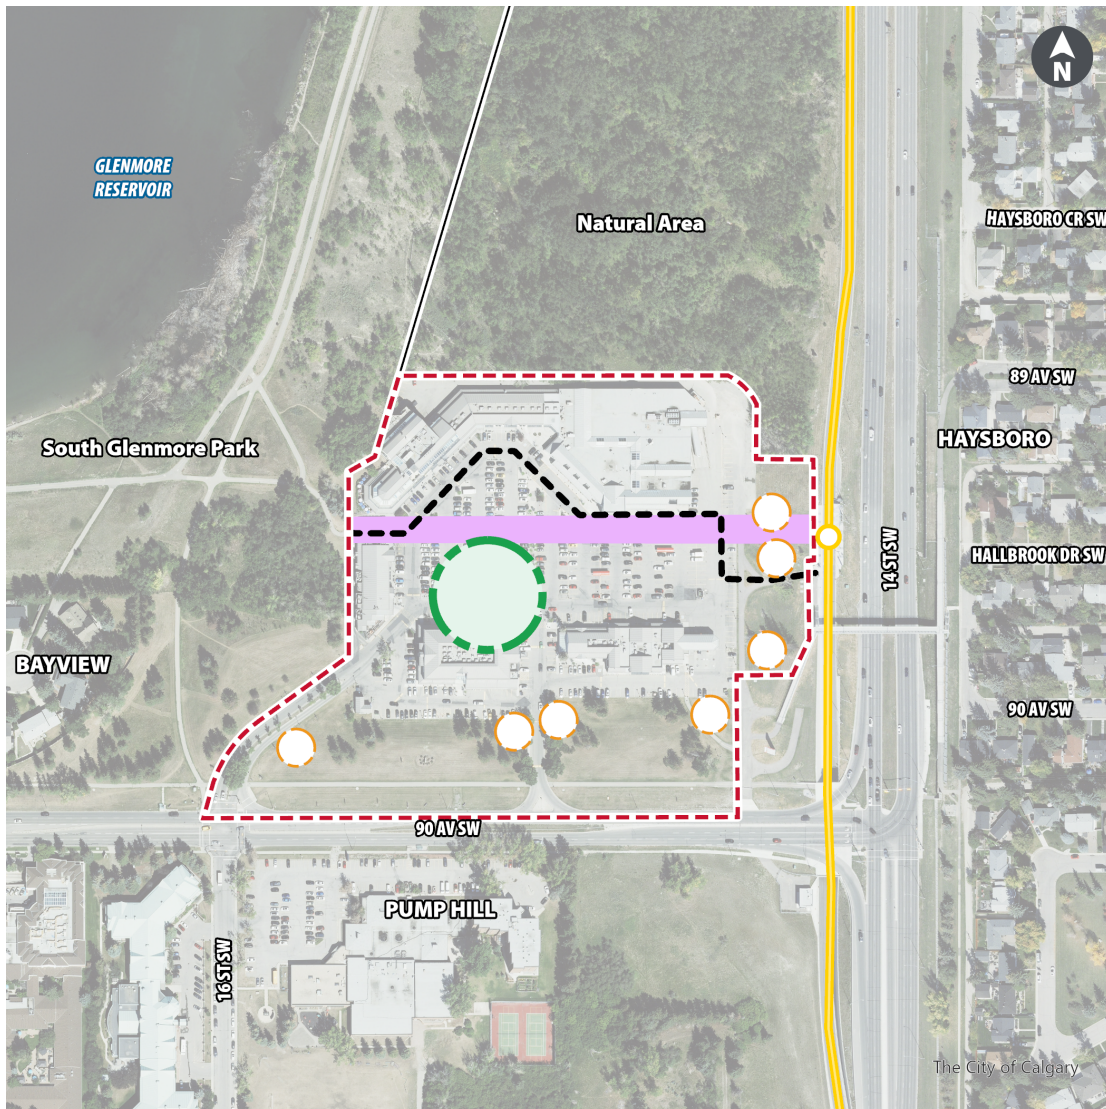 N
GLENMORE
RESERVOIR
Natural Area
HAYSBORO CR SW
89 AV SW
South Glenmore Park
HAYSBORO
14 ST SW
HALLBROOK DR SW
BAYVIEW
90 AV SW
90 AV SW
PUMP HILL
16 ST SW
The City of Calgary